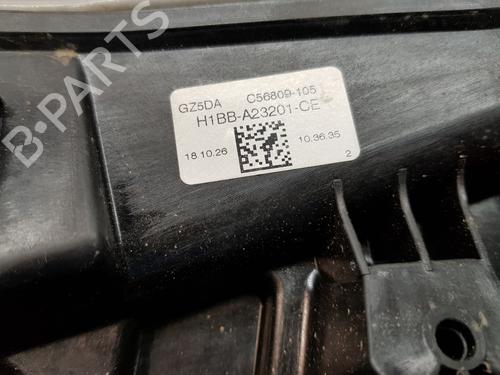 B-PARTS
GZ5DA C56809-105
H1BB-A23201-CE
18.10.26 10.36.35
2